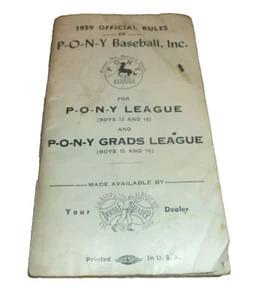 1959 OFFICIAL RULES
OF
P-O-N-Y Baseball, Inc.
PONY
FOR
P-O-N-Y LEAGUE
(BOYS 13 AND 14)
AND
P-O-N-Y GRADS LEAGUE
(BOYS 15 AND 16)
MADE AVAILABLE BY
Your
Dealer
Printed
In U. S. A.